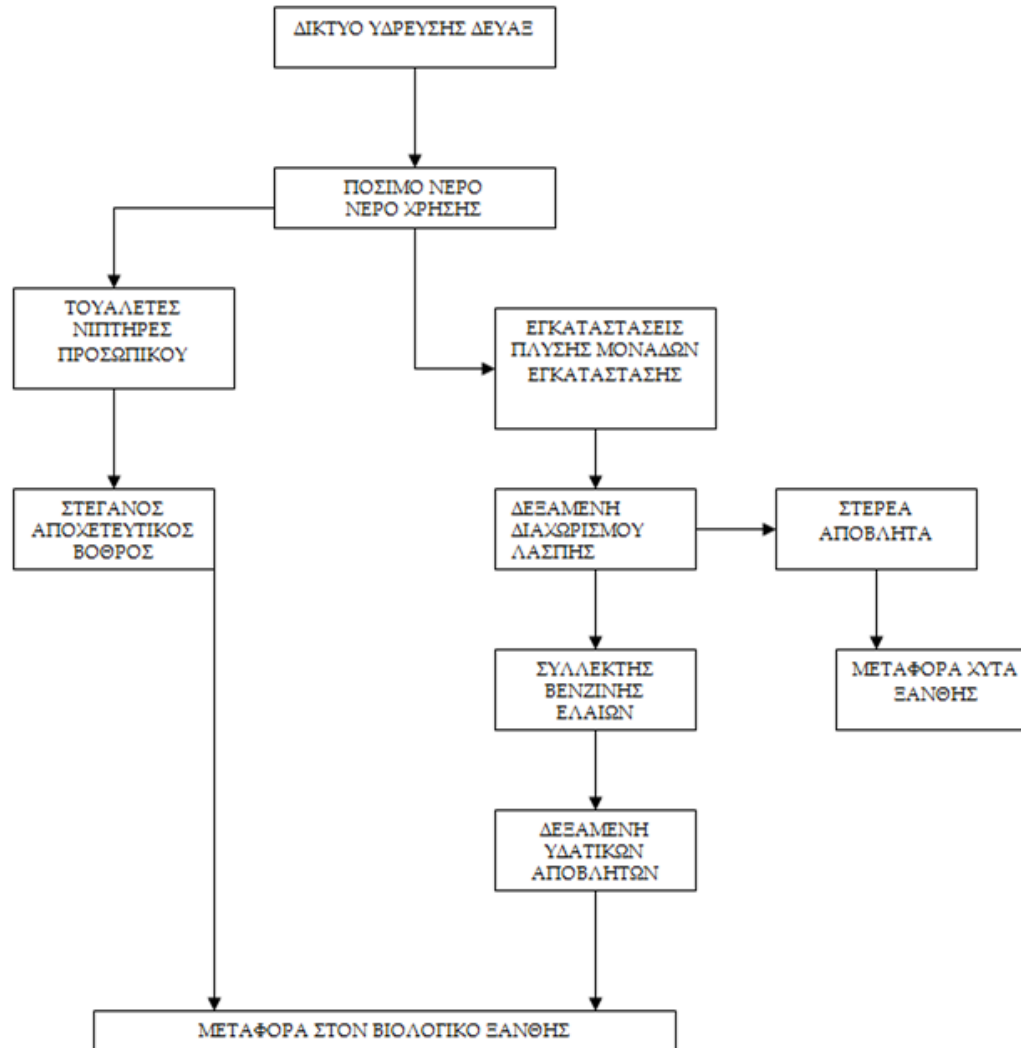 ΔΙΚΤΥΟ ΥΔΡΕΥΣΗΣ ΔΕΥΑΞ
ΠΟΣΙΜΟ ΝΕΡΟ
ΝΕΡΟ ΧΡΗΣΗΣ
ΤΟΥΑΛΕΤΕΣ
ΝΙΠΤΗΡΕΣ
ΠΡΟΣΩΠΙΚΟΥ
ΕΓΚΑΤΑΣΤΑΣΕΙΣ
ΠΛΥΣΗΣ ΜΟΝΑΔΩΝ
ΕΓΚΑΤΑΣΤΑΣΗΣ
ΣΤΕΓΑΝΟΣ
ΑΠΟΧΕΤΕΥΤΙΚΟΣ
ΒΟΘΡΟΣ
ΔΕΞΑΜΕΝΗ
ΔΙΑΧΩΡΙΣΜΟΥ
ΛΑΣΠΗΣ
ΣΤΕΡΕΑ
ΑΠΟΒΛΗΤΑ
ΣΥΛΛΕΚΤΗΣ
ΒΕΝΖΙΝΗΣ
ΕΛΑΙΩΝ
ΜΕΤΑΦΟΡΑ ΧΥΤΑ
ΞΑΝΘΗΣ
ΔΕΞΑΜΕΝΗ
ΥΔΑΤΙΚΩΝ
ΑΠΟΒΛΗΤΩΝ
ΜΕΤΑΦΟΡΑ ΣΤΟΝ ΒΙΟΛΟΓΙΚΟ ΞΑΝΘΗΣ